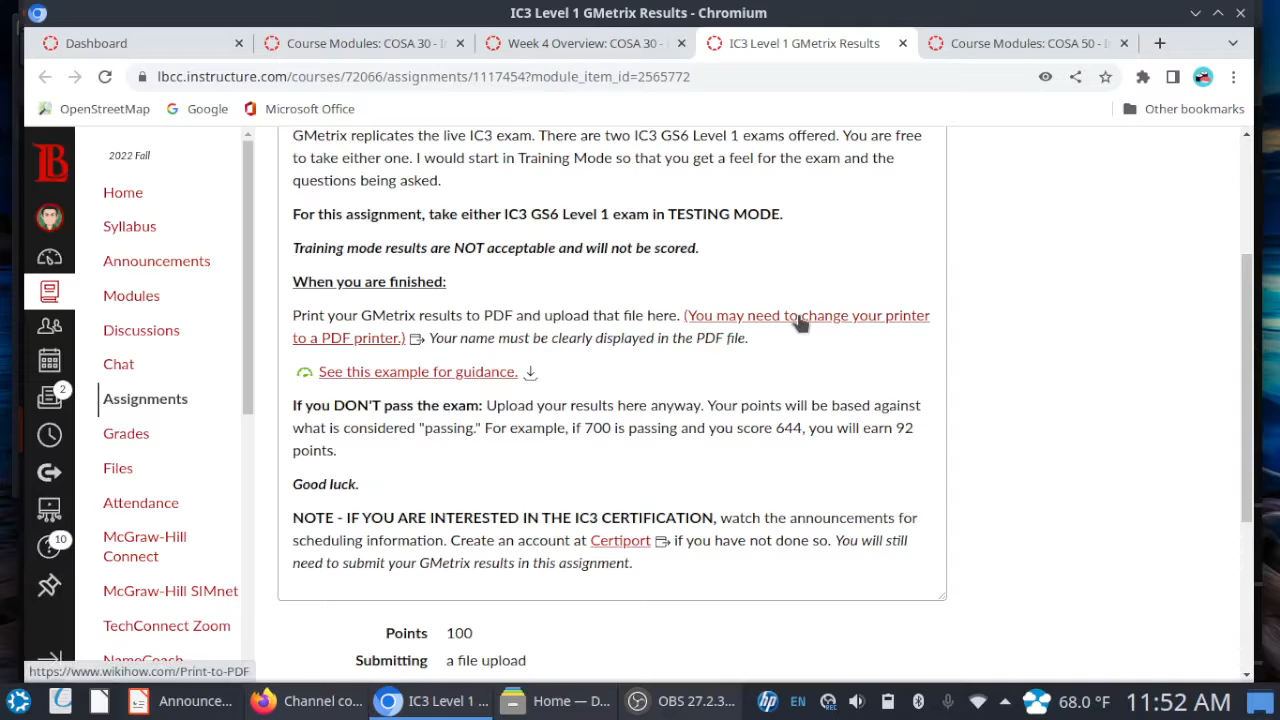 IC3 Level 1 GMetrix Results - Chromium
Dashboard
Course Modules: COSA 30 - I
Week 4 Overview: COSA 30 -
IC3 Level 1 GMetrix Results
Course Modules: COSA 50 - I
lbcc.instructure.com/courses/72066/assignments/1117454?module_item_id=2565772
OpenStreetMap
Google
Microsoft Office
Other bookmarks
2022 Fall
Home
Syllabus
Announcements
Modules
Discussions
Chat
Assignments
Grades
Files
Attendance
McGraw-Hill
Connect
McGraw-Hill SIMnet
TechConnect Zoom
NameCoach
2
10
GMetrix replicates the live IC3 exam. There are two IC3 GS6 Level 1 exams offered. You are free
to take either one. I would start in Training Mode so that you get a feel for the exam and the
questions being asked.
For this assignment, take either IC3 GS6 Level 1 exam in TESTING MODE.
Training mode results are NOT acceptable and will not be scored.
When you are finished:
Print your GMetrix results to PDF and upload that file here. (You may need to change your printer
to a PDF printer.) Your name must be clearly displayed in the PDF file.
See this example for guidance.
If you DON'T pass the exam: Upload your results here anyway. Your points will be based against
what is considered "passing." For example, if 700 is passing and you score 644, you will earn 92
points.
Good luck.
NOTE - IF YOU ARE INTERESTED IN THE IC3 CERTIFICATION, watch the announcements for
scheduling information. Create an account at Certiport if you have not done so. You will still
need to submit your GMetrix results in this assignment.
Points 100
Submitting a file upload
https://www.wikihow.com/Print-to-PDF
Announce...
Channel co...
IC3 Level 1 ...
Home — D...
OBS 27.2.3...
hp
EN
REC
68.0 °F
11:52 AM